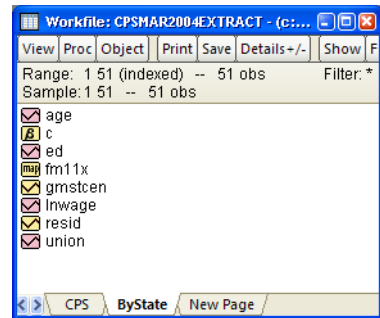 Workfile: CPSMAR2004EXTRACT - (c:...
View Proc Object Print Save Details+/- Show F
Range: 1 51 (indexed) -- 51 obs Filter: *
Sample: 1 51 -- 51 obs
age
β c
ed
map fm11x
gmstcen
lnwage
resid
union
CPS ByState New Page